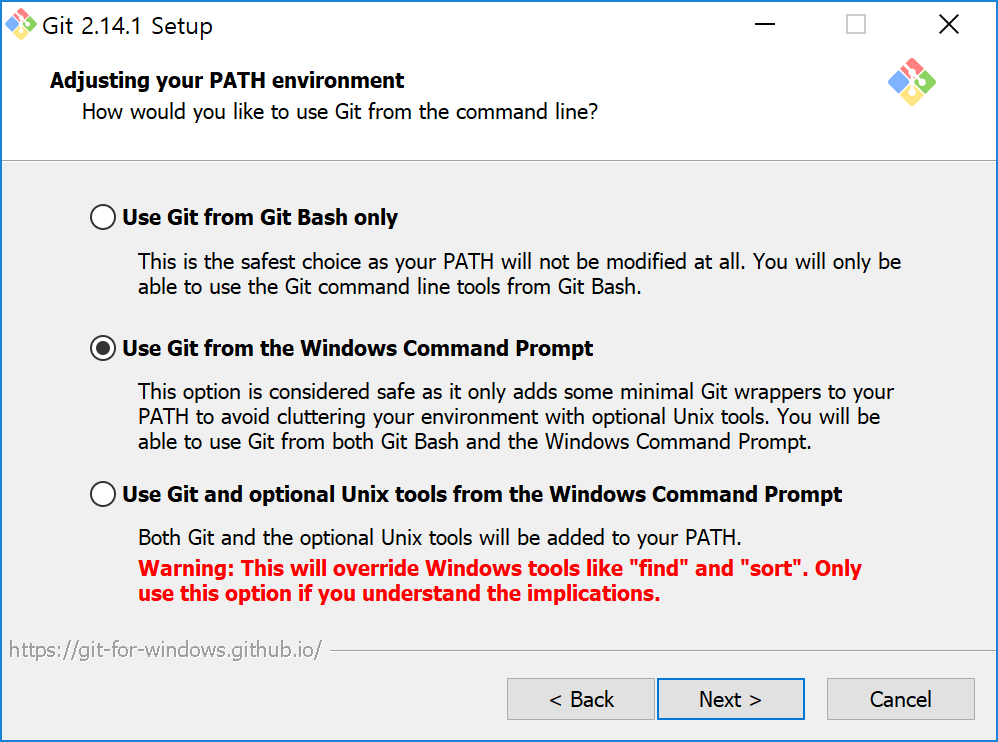 Git 2.14.1 Setup
Adjusting your PATH environment
How would you like to use Git from the command line?
Use Git from Git Bash only
This is the safest choice as your PATH will not be modified at all. You will only be
able to use the Git command line tools from Git Bash.
Use Git from the Windows Command Prompt
This option is considered safe as it only adds some minimal Git wrappers to your
PATH to avoid cluttering your environment with optional Unix tools. You will be
able to use Git from both Git Bash and the Windows Command Prompt.
Use Git and optional Unix tools from the Windows Command Prompt
Both Git and the optional Unix tools will be added to your PATH.
Warning: This will override Windows tools like "find" and "sort". Only
use this option if you understand the implications.
https://git-for-windows.github.io/
< Back
Next >
Cancel